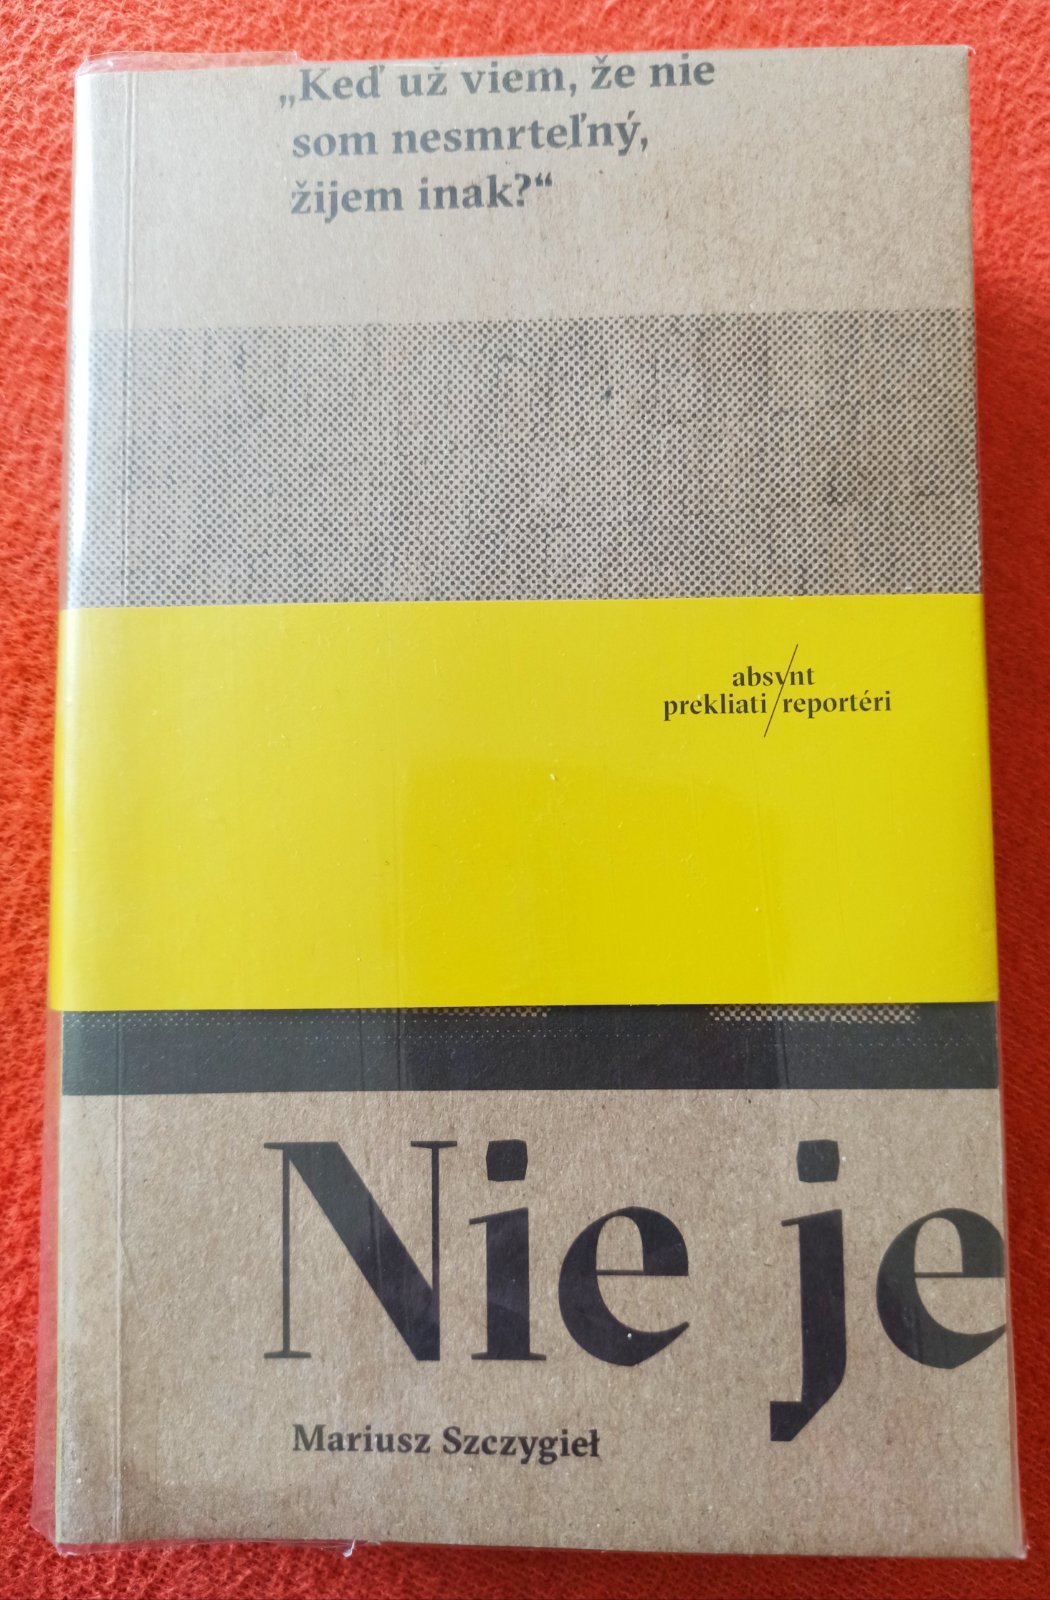 „Keď už viem, že nie
som nesmrteľný,
žijem inak?“
absynt
prekliati/reportéri
Nie je
Mariusz Szczygieł